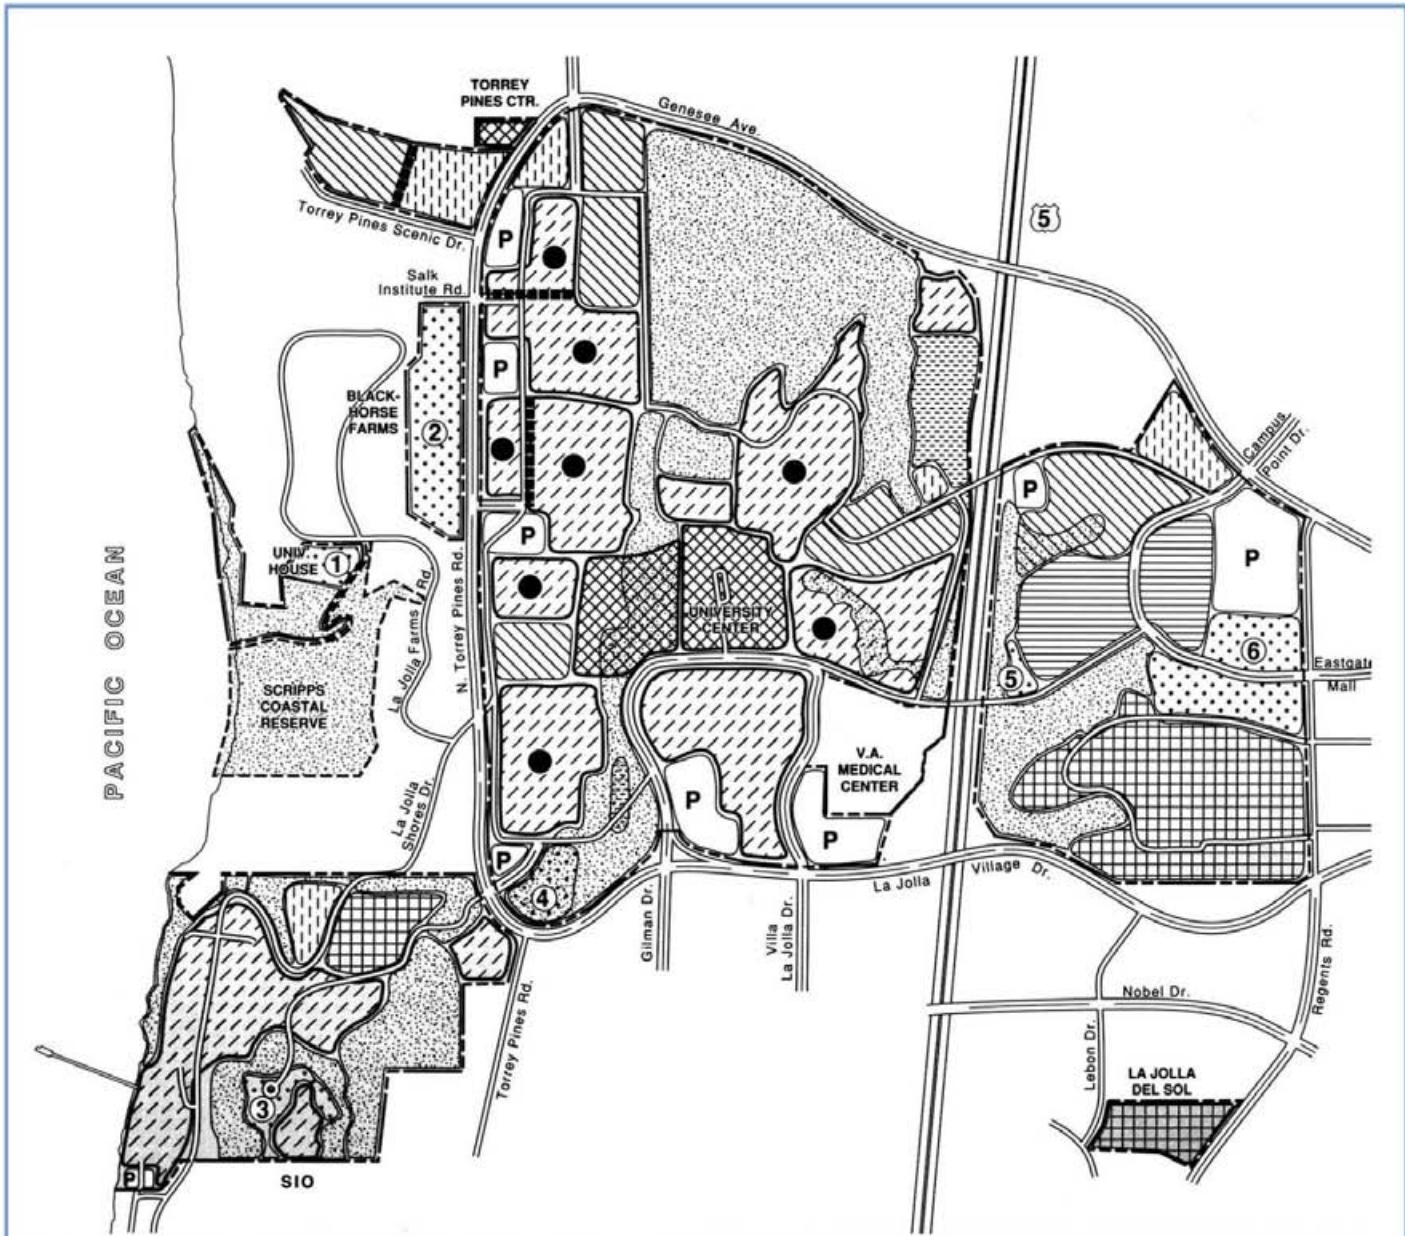 TORREY
PINES CTR.
Genesee Ave.
Torrey Pines Scenic Dr.
P
5
Salk
Institute Rd.
P
BLACK-
HORSE
FARMS
2
Campus
Point Dr.
P
P
P
UNIV.
HOUSE
1
PACIFIC OCEAN
La Jolla Farms Rd.
N. Torrey Pines Rd.
UNIVERSITY
CENTER
6
Eastgat
Mall
5
SCRIPPS
COASTAL
RESERVE
V.A.
MEDICAL
CENTER
La Jolla
Shores Dr.
P
P
P
4
La Jolla Village Dr.
Gilman Dr.
Villa
La Jolla Dr.
Regents Rd.
Nobel Dr.
Torrey Pines Rd.
Lebon Dr.
LA JOLLA
DEL SOL
3
P
SIO